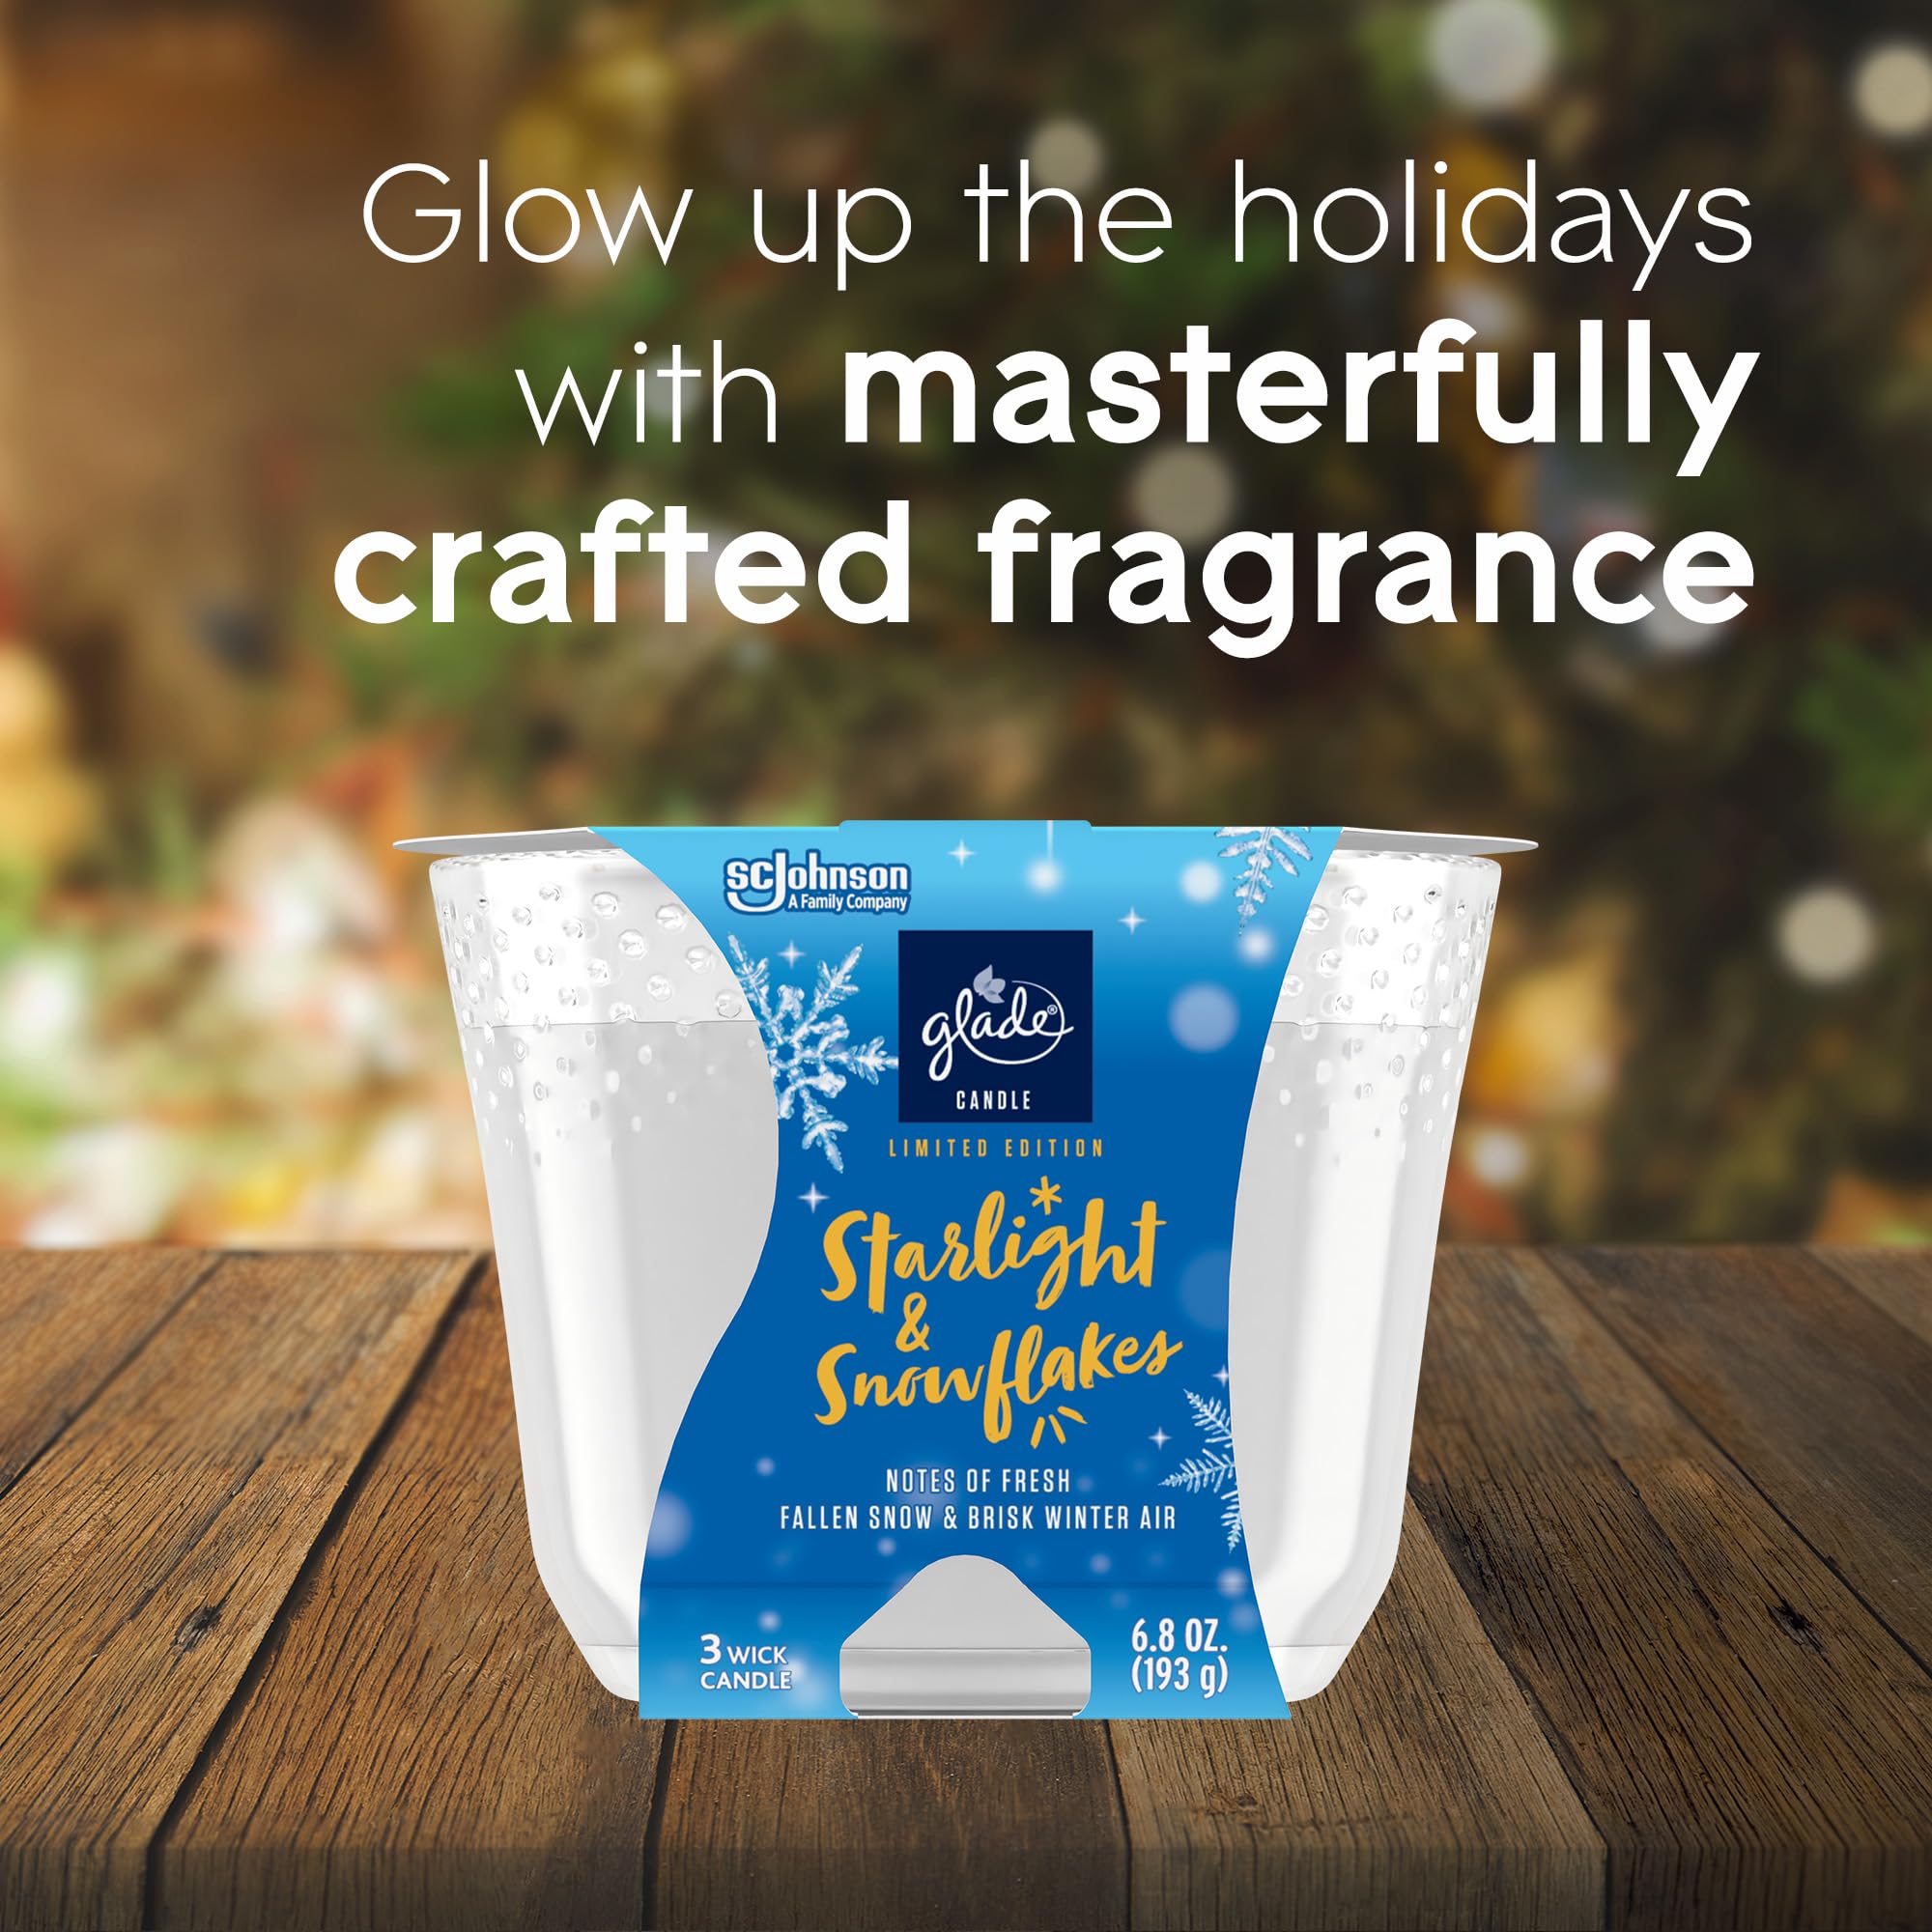 Glow up the holidays
with masterfully
crafted fragrance
SC Johnson
A Family Company
glade®
CANDLE
LIMITED EDITION
Starlight
&
Snowflakes
NOTES OF FRESH
FALLEN SNOW & BRISK WINTER AIR
3 WICK
CANDLE
6.8 OZ.
(193 g)